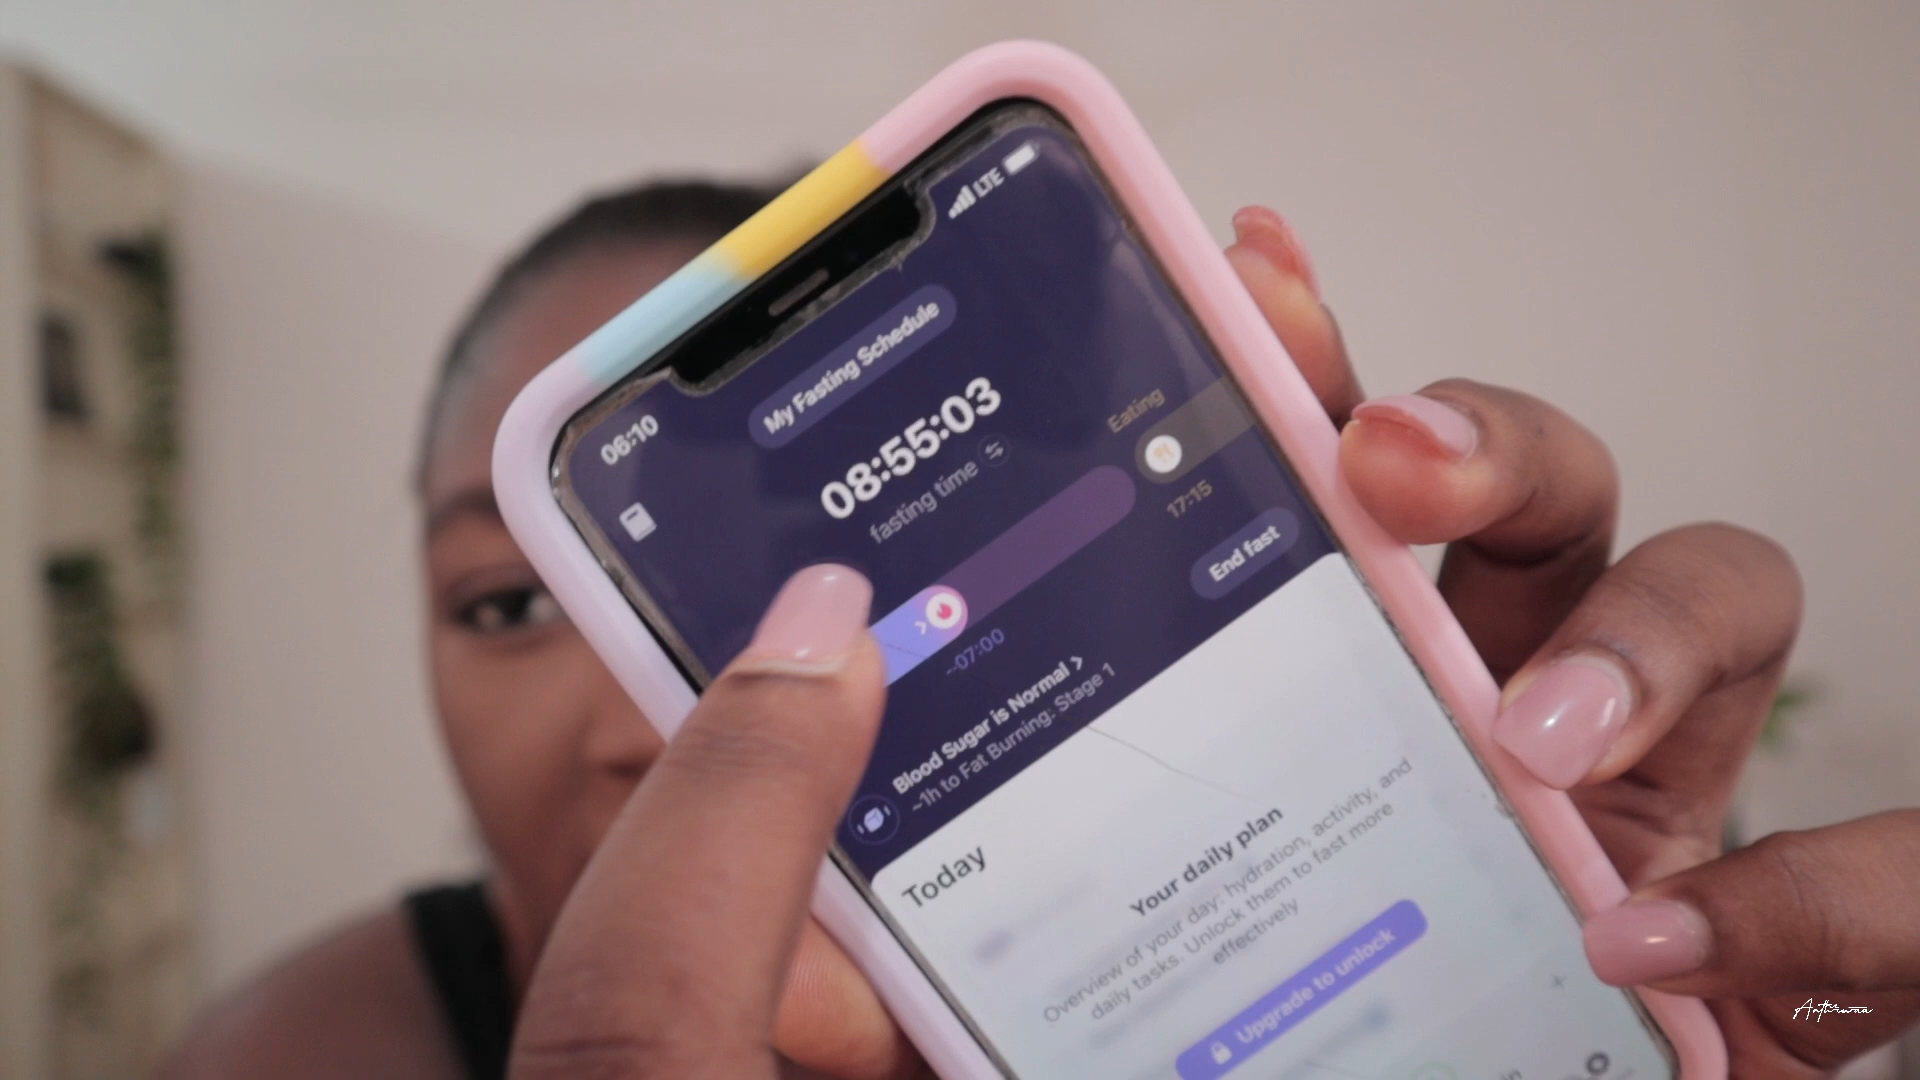 06:10
LTE
My Fasting Schedule
08:55:03
fasting time
Eating
17:15
~07:00
End fast
Blood Sugar is Normal >
~1h to Fat Burning: Stage 1
Today
Your daily plan
Overview of your day: hydration, activity, and
daily tasks. Unlock them to fast more
effectively
Upgrade to unlock